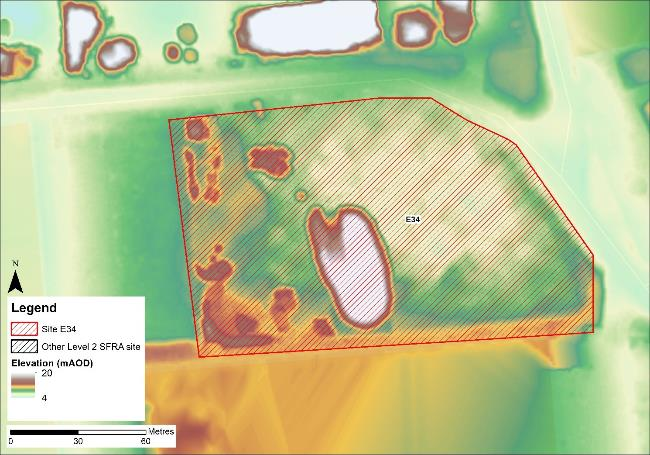 E34
N
Legend
Site E34
Other Level 2 SFRA site
Elevation (mAOD)
20
4
Metres
0 30 60